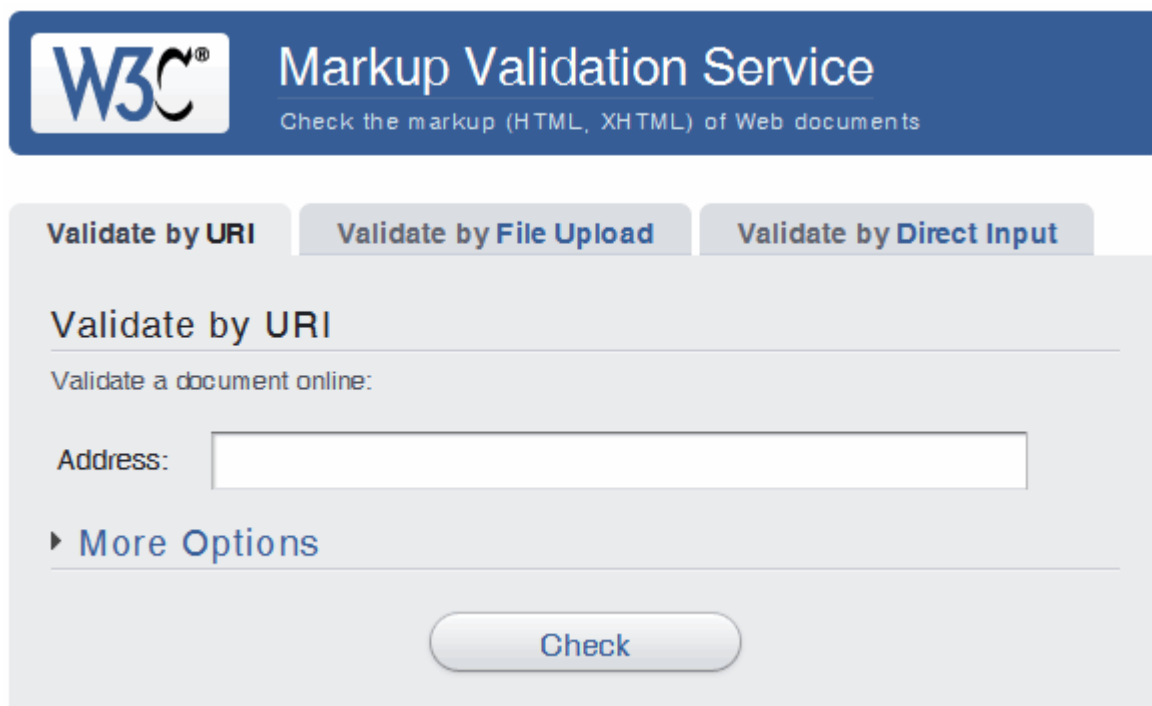 W3C®
Markup Validation Service
Check the markup (HTML, XHTML) of Web documents
Validate by URI
Validate by File Upload
Validate by Direct Input
Validate by URI
Validate a document online:
Address:
More Options
Check